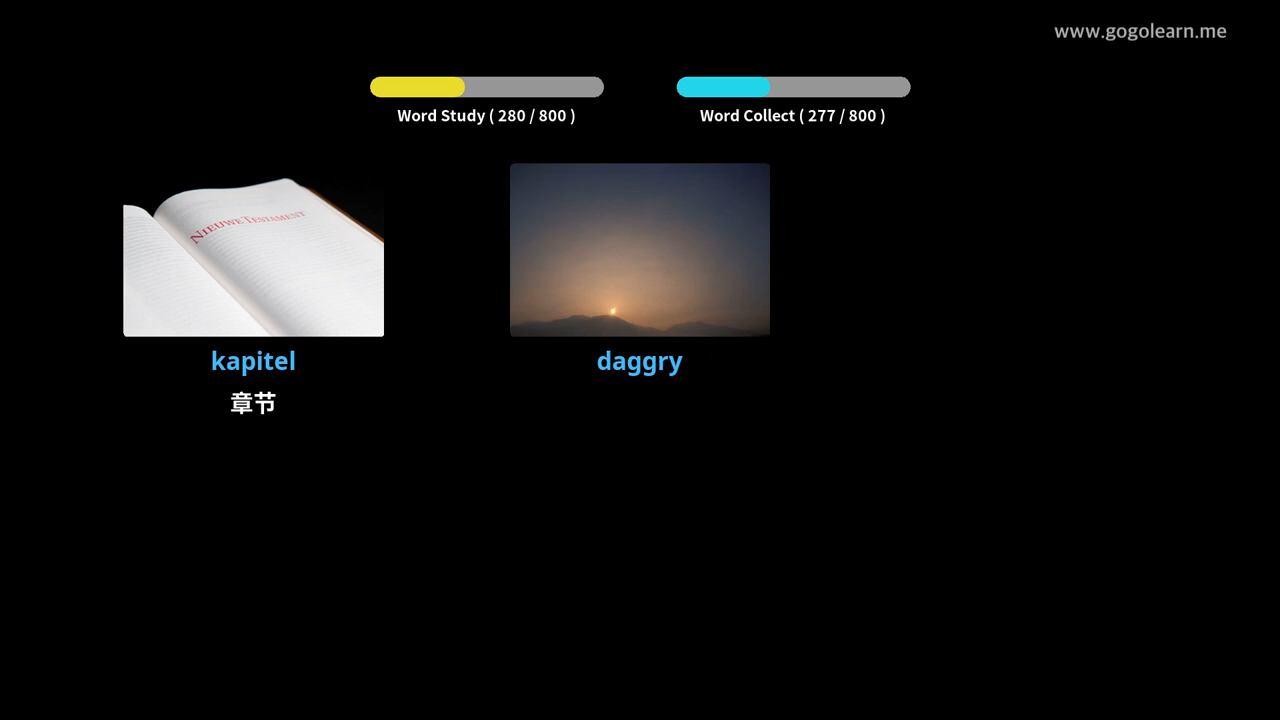 www.gogolearn.me
Word Study ( 280 / 800 )
Word Collect ( 277 / 800 )
NIEUWE TESTAMENT
kapitel
daggry
章节